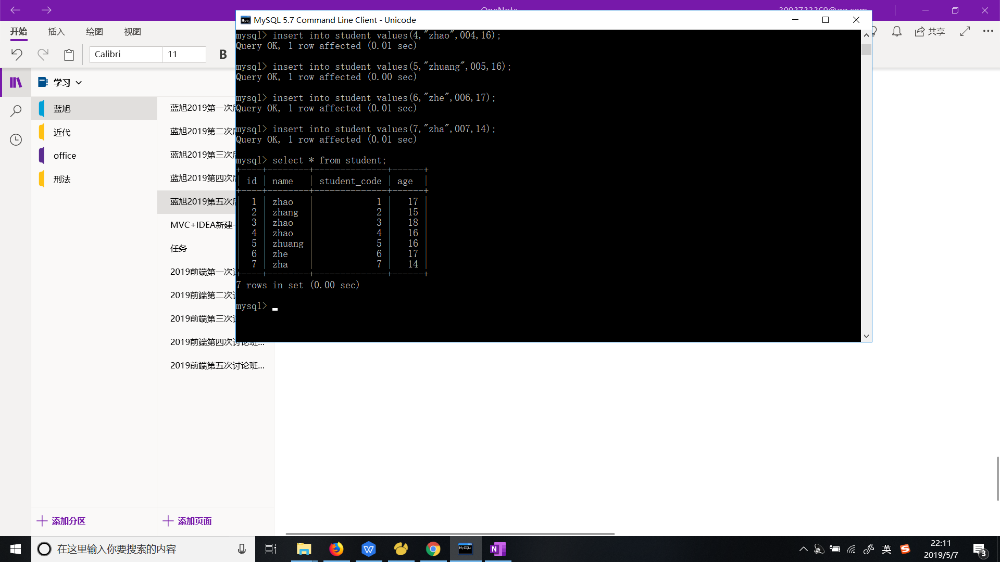 OneNote
MySQL 5.7 Command Line Client - Unicode
开始
插入
绘图
视图
共享
Calibri
11
B
学习
蓝旭
近代
office
刑法
蓝旭2019第一次
蓝旭2019第二次
蓝旭2019第三次
蓝旭2019第四次
蓝旭2019第五次
MVC+IDEA新建
任务
2019前端第一次
2019前端第二次
2019前端第三次
2019前端第四次讨论班...
2019前端第五次讨论班...
添加分区
添加页面
mysql> insert into student values(4,"zhao",004,16);
Query OK, 1 row affected (0.01 sec)
mysql> insert into student values(5,"zhuang",005,16);
Query OK, 1 row affected (0.00 sec)
mysql> insert into student values(6,"zhe",006,17);
Query OK, 1 row affected (0.01 sec)
mysql> insert into student values(7,"zha",007,14);
Query OK, 1 row affected (0.01 sec)
mysql> select * from student;
+----+--------+--------------+------+
| id | name   | student_code | age  |
+----+--------+--------------+------+
|  1 | zhao   |            1 |   17 |
|  2 | zhang  |            2 |   15 |
|  3 | zhao   |            3 |   18 |
|  4 | zhao   |            4 |   16 |
|  5 | zhuang |            5 |   16 |
|  6 | zhe    |            6 |   17 |
|  7 | zha    |            7 |   14 |
+----+--------+--------------+------+
7 rows in set (0.00 sec)
mysql>
在这里输入你要搜索的内容
英
22:11
2019/5/7
3